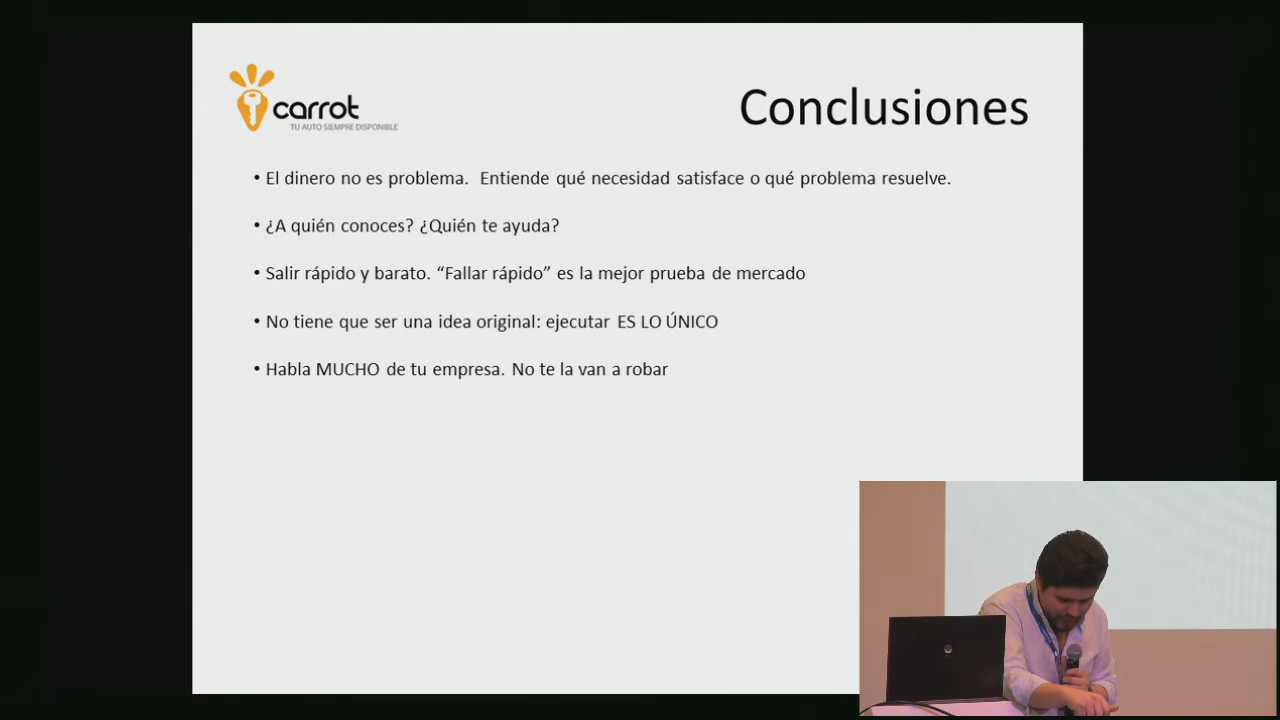 carrot
TU AUTO SIEMPRE DISPONIBLE
Conclusiones
• El dinero no es problema. Entiende qué necesidad satisface o qué problema resuelve.
• ¿A quién conoces? ¿Quién te ayuda?
• Salir rápido y barato. “Fallar rápido” es la mejor prueba de mercado
• No tiene que ser una idea original: ejecutar ES LO ÚNICO
• Habla MUCHO de tu empresa. No te la van a robar